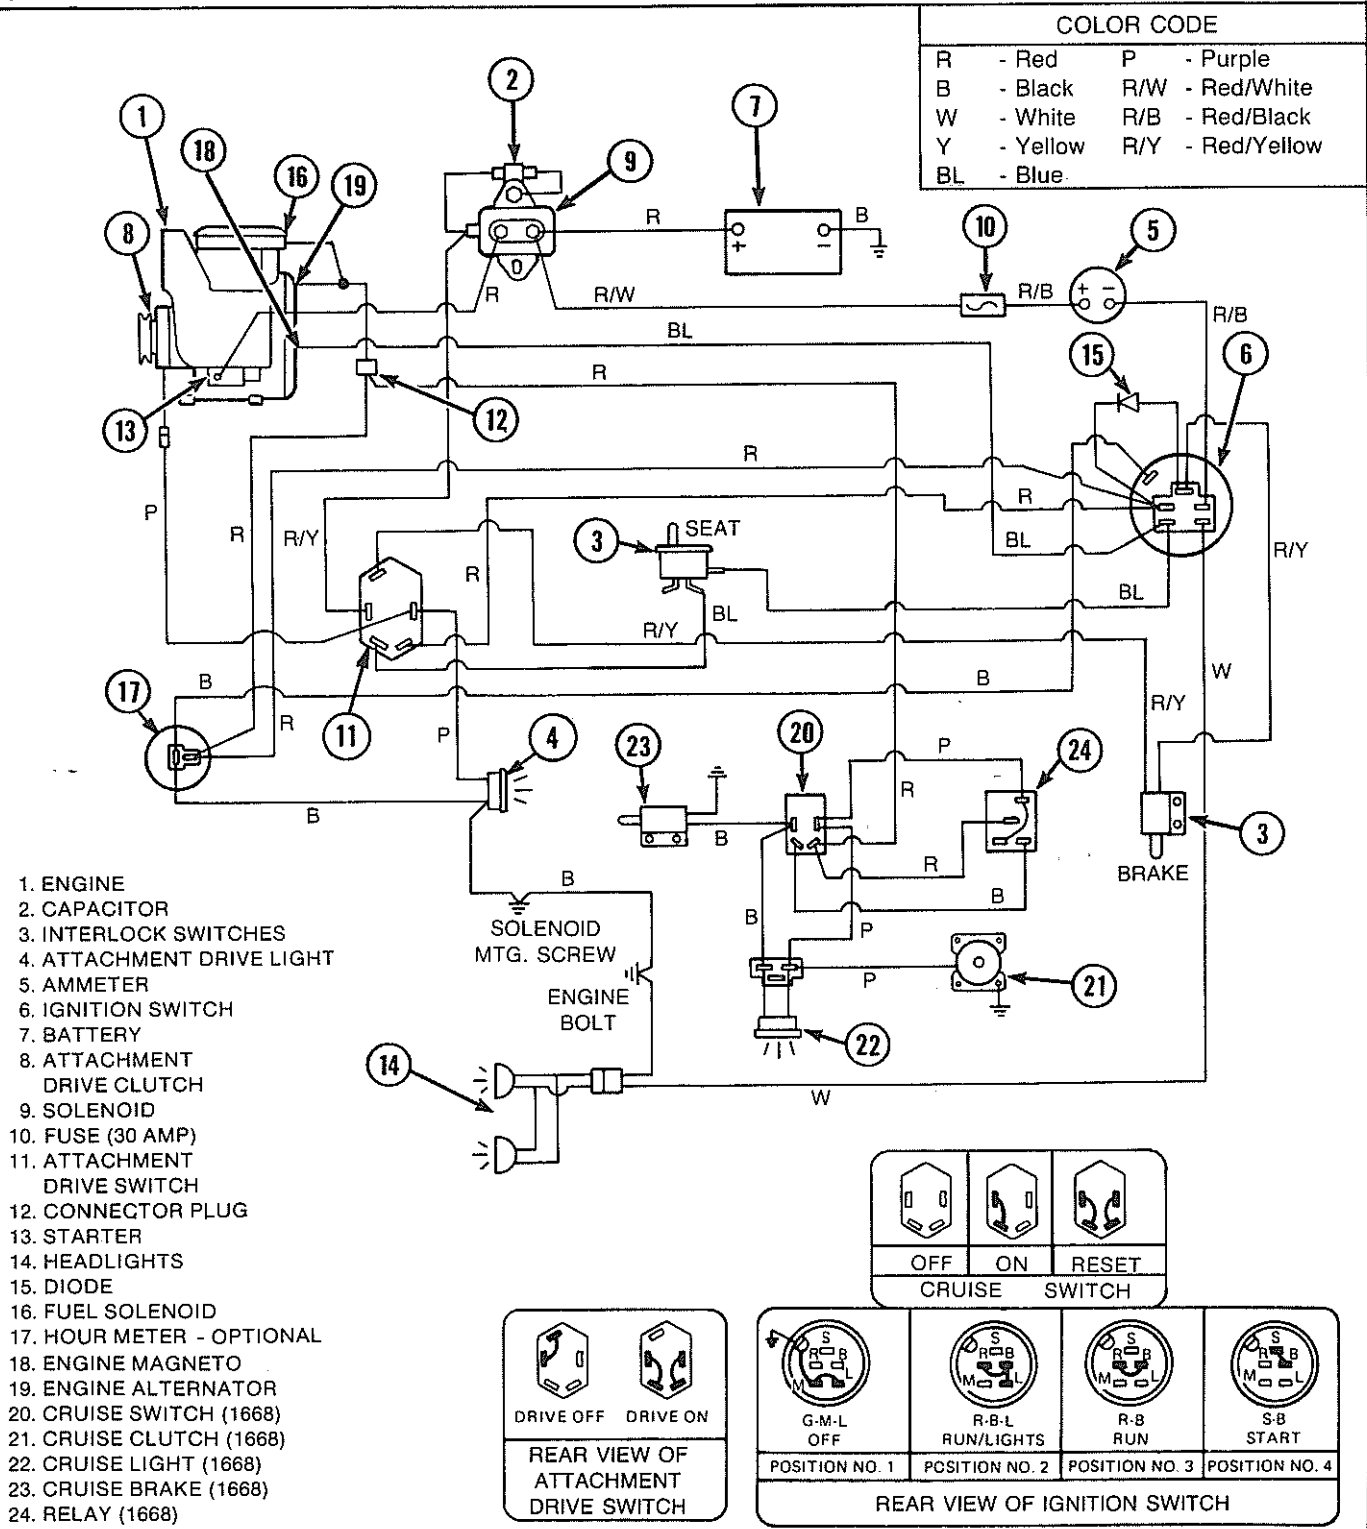 COLOR CODE
R - Red P - Purple
B - Black R/W - Red/White
W - White R/B - Red/Black
Y - Yellow R/Y - Red/Yellow
BL - Blue
1
2
7
18
16
19
9
8
10
5
R
B
R
R/W
R/B
R/B
BL
15
6
R
13
12
R
P
R
R/Y
R
3
SEAT
R
BL
R/Y
BL
BL
R/Y
B
B
W
17
R
11
P
4
23
20
P
24
R/Y
B
B
R
R
3
BRAKE
B
B
B
P
SOLENOID
MTG. SCREW
ENGINE
BOLT
P
21
22
14
W
1. ENGINE
2. CAPACITOR
3. INTERLOCK SWITCHES
4. ATTACHMENT DRIVE LIGHT
5. AMMETER
6. IGNITION SWITCH
7. BATTERY
8. ATTACHMENT
DRIVE CLUTCH
9. SOLENOID
10. FUSE (30 AMP)
11. ATTACHMENT
DRIVE SWITCH
12. CONNECTOR PLUG
13. STARTER
14. HEADLIGHTS
15. DIODE
16. FUEL SOLENOID
17. HOUR METER - OPTIONAL
18. ENGINE MAGNETO
19. ENGINE ALTERNATOR
20. CRUISE SWITCH (1668)
21. CRUISE CLUTCH (1668)
22. CRUISE LIGHT (1668)
23. CRUISE BRAKE (1668)
24. RELAY (1668)
OFF ON RESET
CRUISE SWITCH
DRIVE OFF DRIVE ON
REAR VIEW OF
ATTACHMENT
DRIVE SWITCH
S S S S
R B R B R B R B
M L M L M L M L
G-M-L R-B-L R-B S-B
OFF RUN/LIGHTS RUN START
POSITION NO. 1 POSITION NO. 2 POSITION NO. 3 POSITION NO. 4
REAR VIEW OF IGNITION SWITCH